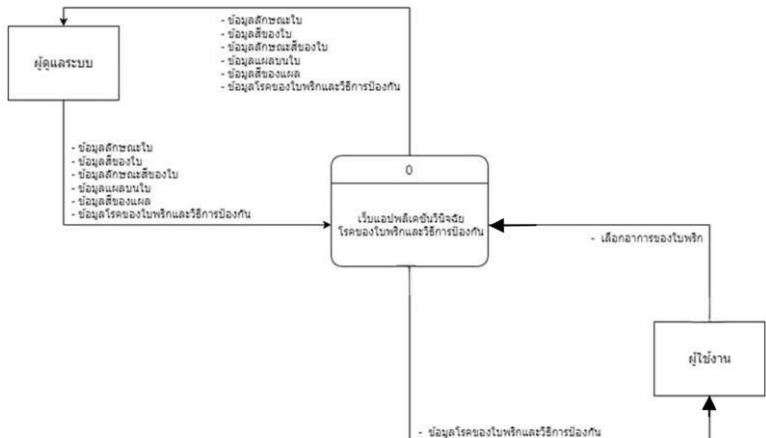 - ข้อมูลลักษณะใบ
- ข้อมูลสีของใบ
- ข้อมูลลักษณะสีของใบ
- ข้อมูลแผลบนใบ
- ข้อมูลสีของแผล
- ข้อมูลโรคของใบพริกและวิธีการป้องกัน
ผู้ดูแลระบบ
- ข้อมูลลักษณะใบ
- ข้อมูลสีของใบ
- ข้อมูลลักษณะสีของใบ
- ข้อมูลแผลบนใบ
- ข้อมูลสีของแผล
- ข้อมูลโรคของใบพริกและวิธีการป้องกัน
0
เว็บแอปพลิเคชันวินิจฉัย
โรคของใบพริกและวิธีการป้องกัน
- เลือกอาการของใบพริก
ผู้ใช้งาน
- ข้อมูลโรคของใบพริกและวิธีการป้องกัน